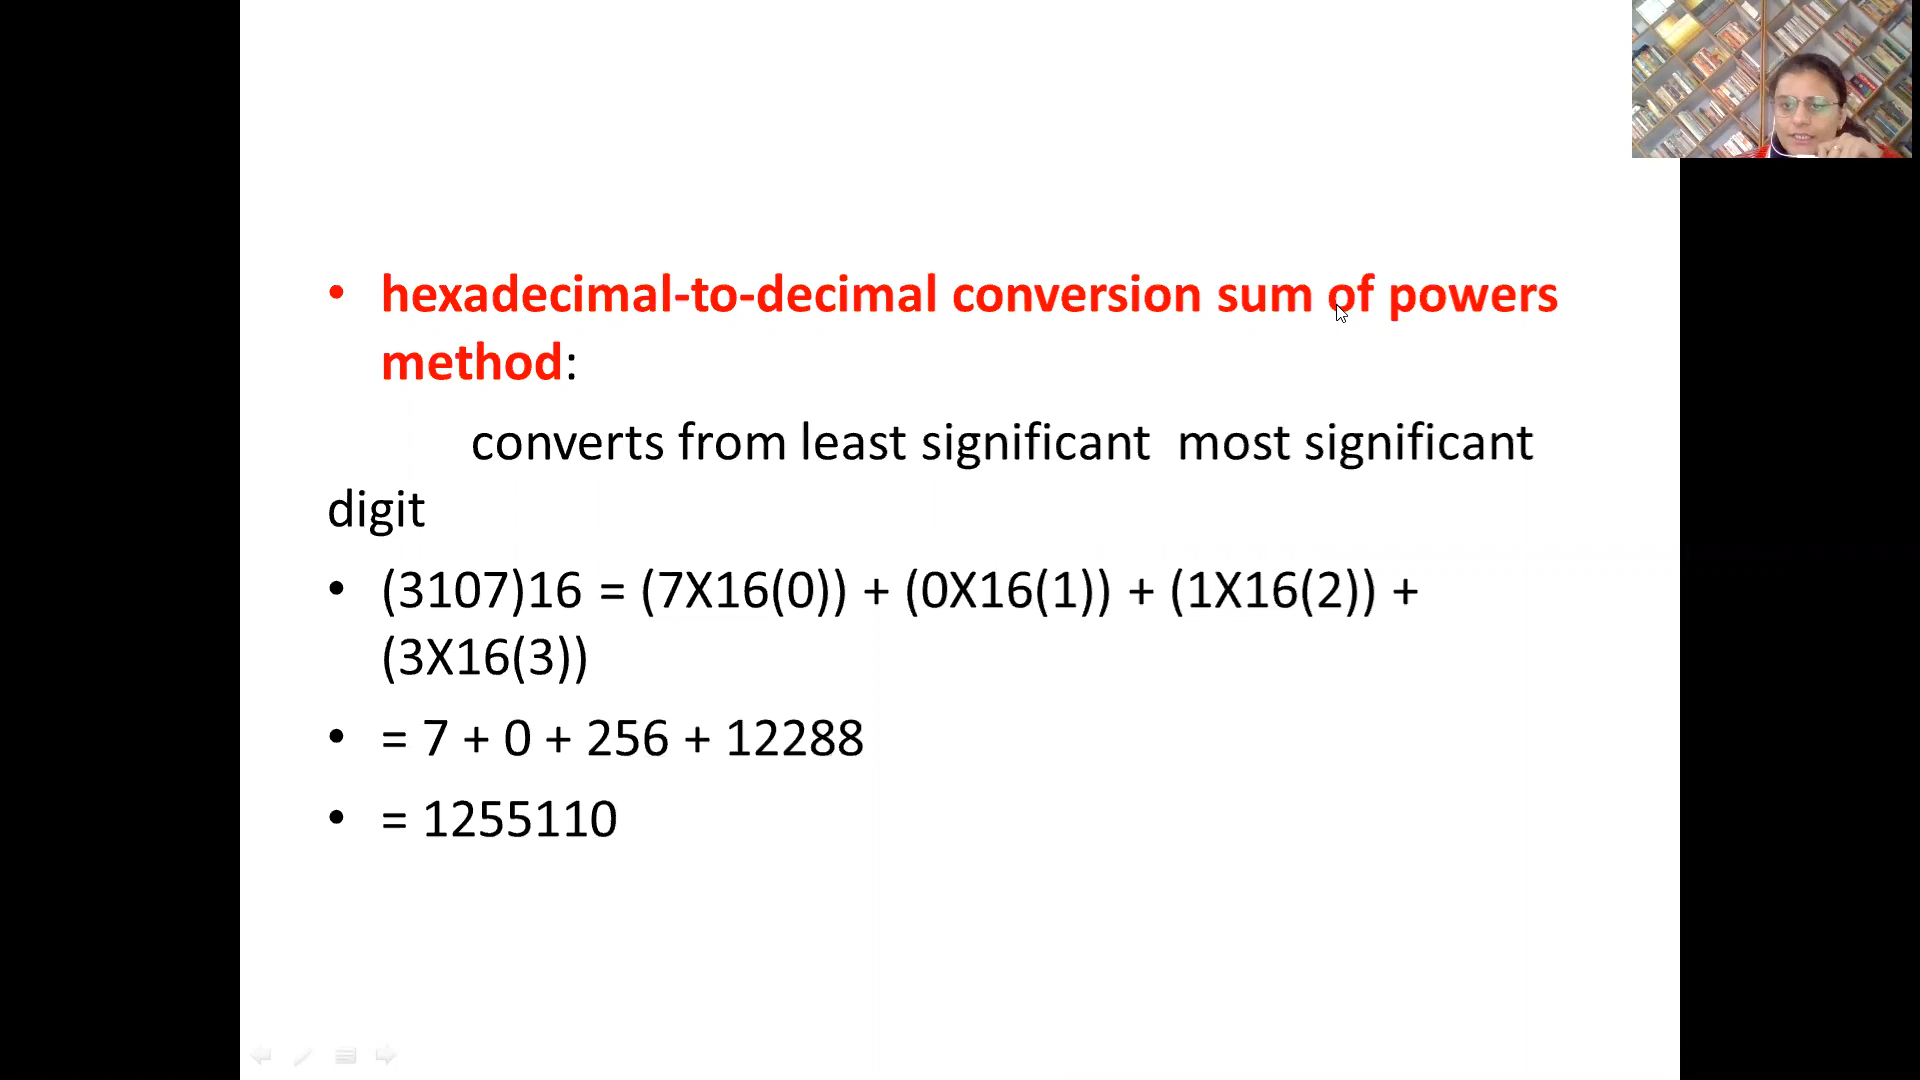 • hexadecimal-to-decimal conversion sum of powers
method:
converts from least significant  most significant
digit
• (3107)16 = (7X16(0)) + (0X16(1)) + (1X16(2)) +
(3X16(3))
• = 7 + 0 + 256 + 12288
• = 1255110